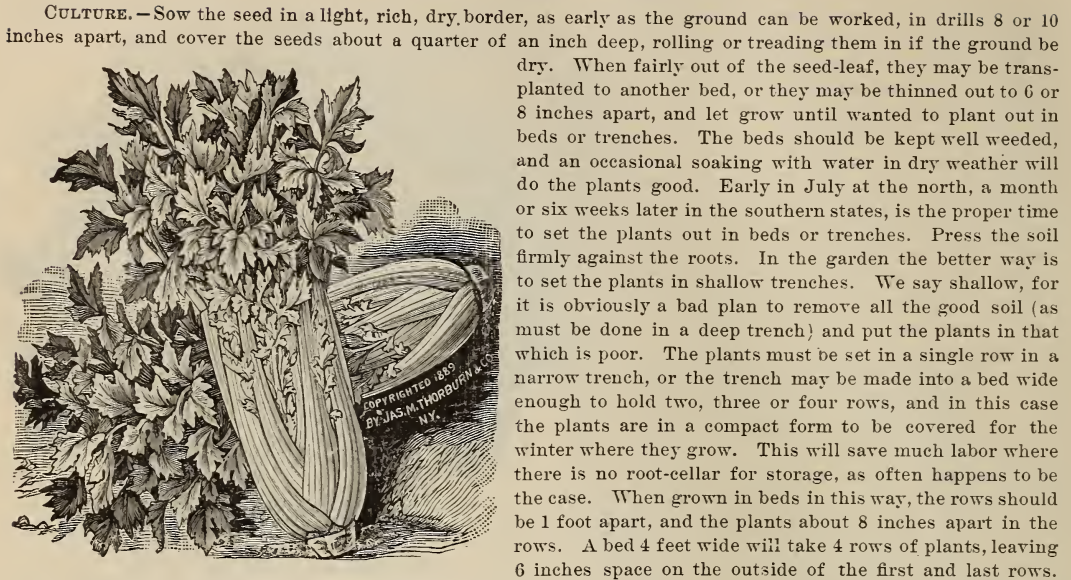 CULTURE.—Sow the seed in a light, rich, dry border, as early as the ground can be worked, in drills 8 or 10
inches apart, and cover the seeds about a quarter of an inch deep, rolling or treading them in if the ground be
dry. When fairly out of the seed-leaf, they may be trans-
planted to another bed, or they may be thinned out to 6 or
8 inches apart, and let grow until wanted to plant out in
beds or trenches. The beds should be kept well weeded,
and an occasional soaking with water in dry weather will
do the plants good. Early in July at the north, a month
or six weeks later in the southern states, is the proper time
to set the plants out in beds or trenches. Press the soil
firmly against the roots. In the garden the better way is
to set the plants in shallow trenches. We say shallow, for
it is obviously a bad plan to remove all the good soil (as
must be done in a deep trench) and put the plants in that
which is poor. The plants must be set in a single row in a
narrow trench, or the trench may be made into a bed wide
enough to hold two, three or four rows, and in this case
the plants are in a compact form to be covered for the
winter where they grow. This will save much labor where
there is no root-cellar for storage, as often happens to be
the case. When grown in beds in this way, the rows should
be 1 foot apart, and the plants about 8 inches apart in the
rows. A bed 4 feet wide will take 4 rows of plants, leaving
6 inches space on the outside of the first and last rows.
COPYRIGHTED 1889
BY JAS. M. THORBURN & CO.
N.Y.